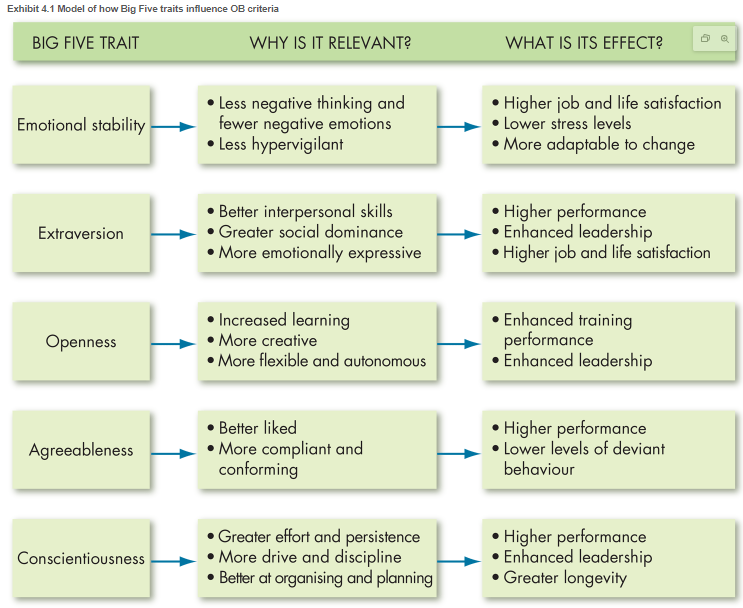 Exhibit 4.1 Model of how Big Five traits influence OB criteria
BIG FIVE TRAIT WHY IS IT RELEVANT? WHAT IS ITS EFFECT?
Emotional stability
• Less negative thinking and
fewer negative emotions
• Less hypervigilant
• Higher job and life satisfaction
• Lower stress levels
• More adaptable to change
Extraversion
• Better interpersonal skills
• Greater social dominance
• More emotionally expressive
• Higher performance
• Enhanced leadership
• Higher job and life satisfaction
Openness
• Increased learning
• More creative
• More flexible and autonomous
• Enhanced training
performance
• Enhanced leadership
Agreeableness
• Better liked
• More compliant and
conforming
• Higher performance
• Lower levels of deviant
behaviour
Conscientiousness
• Greater effort and persistence
• More drive and discipline
• Better at organising and planning
• Higher performance
• Enhanced leadership
• Greater longevity